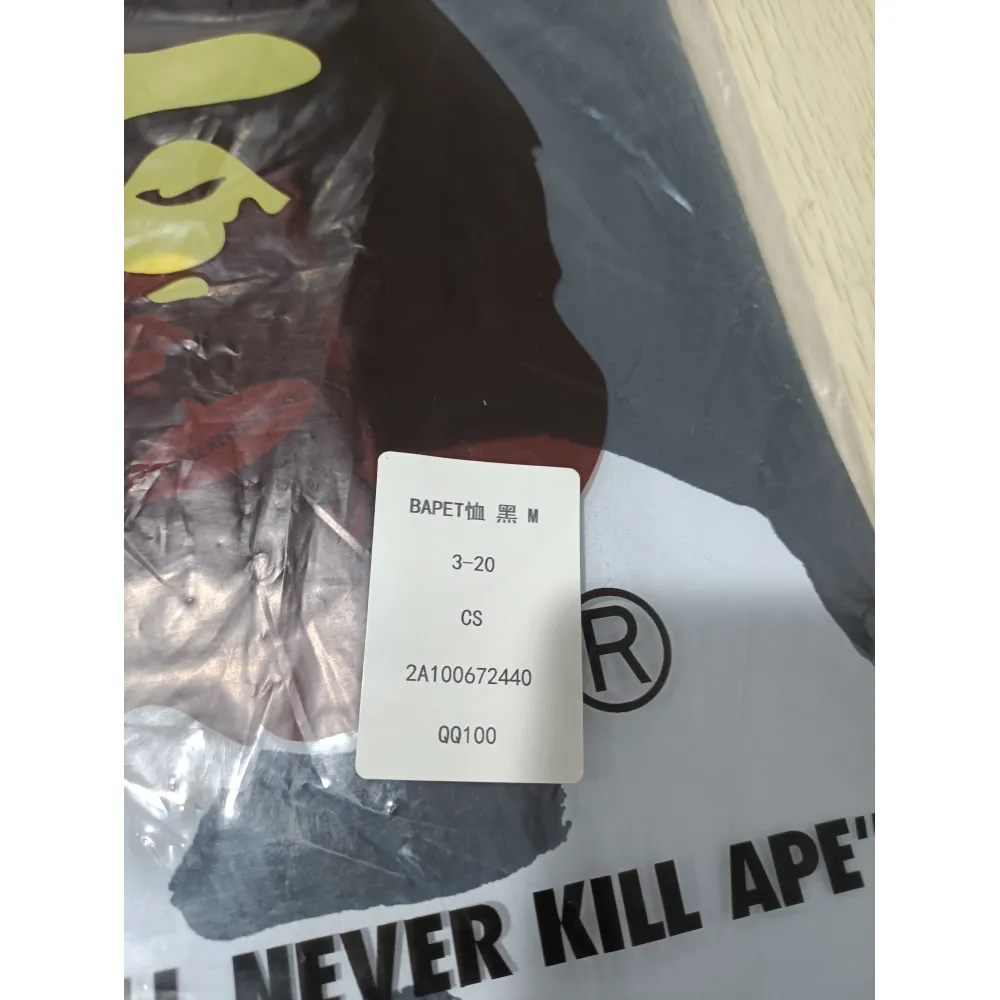 BAPET恤 黑 M
3-20
CS
2A100672440
QQ100
®
NEVER KILL APE"